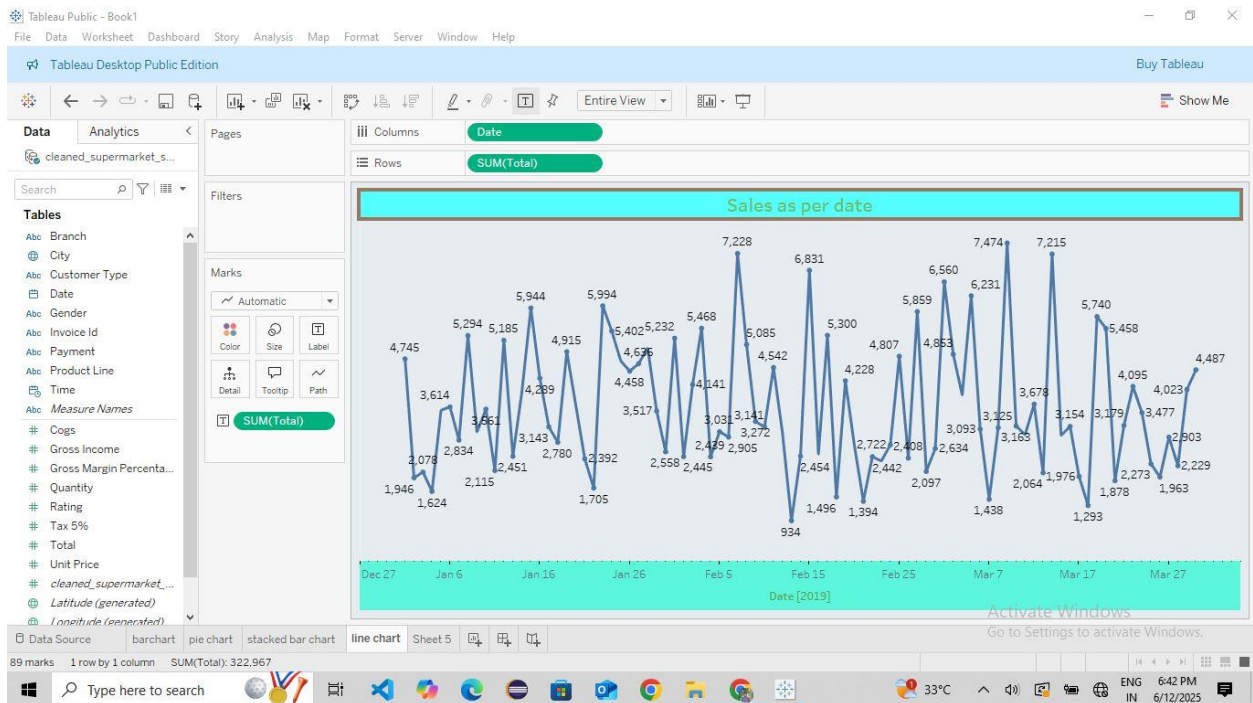 Tableau Public - Book1
File Data Worksheet Dashboard Story Analysis Map Format Server Window Help
Tableau Desktop Public Edition Buy Tableau
Entire View Show Me
Data Analytics
cleaned_supermarket_s...
Search
Tables
Abc Branch
City
Abc Customer Type
Date
Abc Gender
Abc Invoice Id
Abc Payment
Abc Product Line
Time
Abc Measure Names
# Cogs
# Gross Income
# Gross Margin Percenta...
# Quantity
# Rating
# Tax 5%
# Total
# Unit Price
# cleaned_supermarket_...
Latitude (generated)
Longitude (generated)
Pages
Filters
Marks
Automatic
Color Size Label
Detail Tooltip Path
SUM(Total)
Columns Date
Rows SUM(Total)
Sales as per date
7,228 7,474 7,215
6,831
6,560
6,231
5,944 5,994
5,859
5,740
5,294 5,185 5,402 5,232 5,468 5,300 5,458
5,085
4,915 4,807 4,853
4,745 4,636 4,542 4,487
4,458 4,228
4,289 4,141 4,095 4,023
3,614 3,678
3,561 3,517 3,141 3,125 3,154 3,179 3,477
3,143 3,031 3,272 3,093 3,163
2,834 2,780 2,439 2,905 2,722 2,408 2,634 2,903
2,078 2,451 2,392 2,558 2,445 2,454 2,442 2,273 2,229
1,946 2,115 2,097 2,064 1,976 1,878 1,963
1,624 1,705 1,496 1,394 1,438 1,293
934
Dec 27 Jan 6 Jan 16 Jan 26 Feb 5 Feb 15 Feb 25 Mar 7 Mar 17 Mar 27
Date [2019]
Activate Windows
Go to Settings to activate Windows.
Data Source barchart pie chart stacked bar chart line chart Sheet 5
89 marks 1 row by 1 column SUM(Total): 322,967
Type here to search
33°C
ENG
IN
6:42 PM
6/12/2025